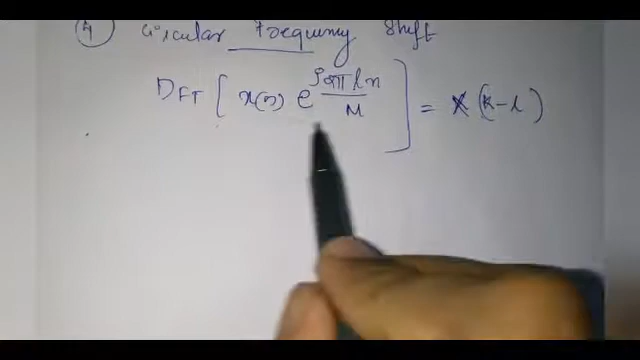 4) Circular Frequency Shift
DFT [ x(n) e^(j2πln/N) ] = X(k-l)